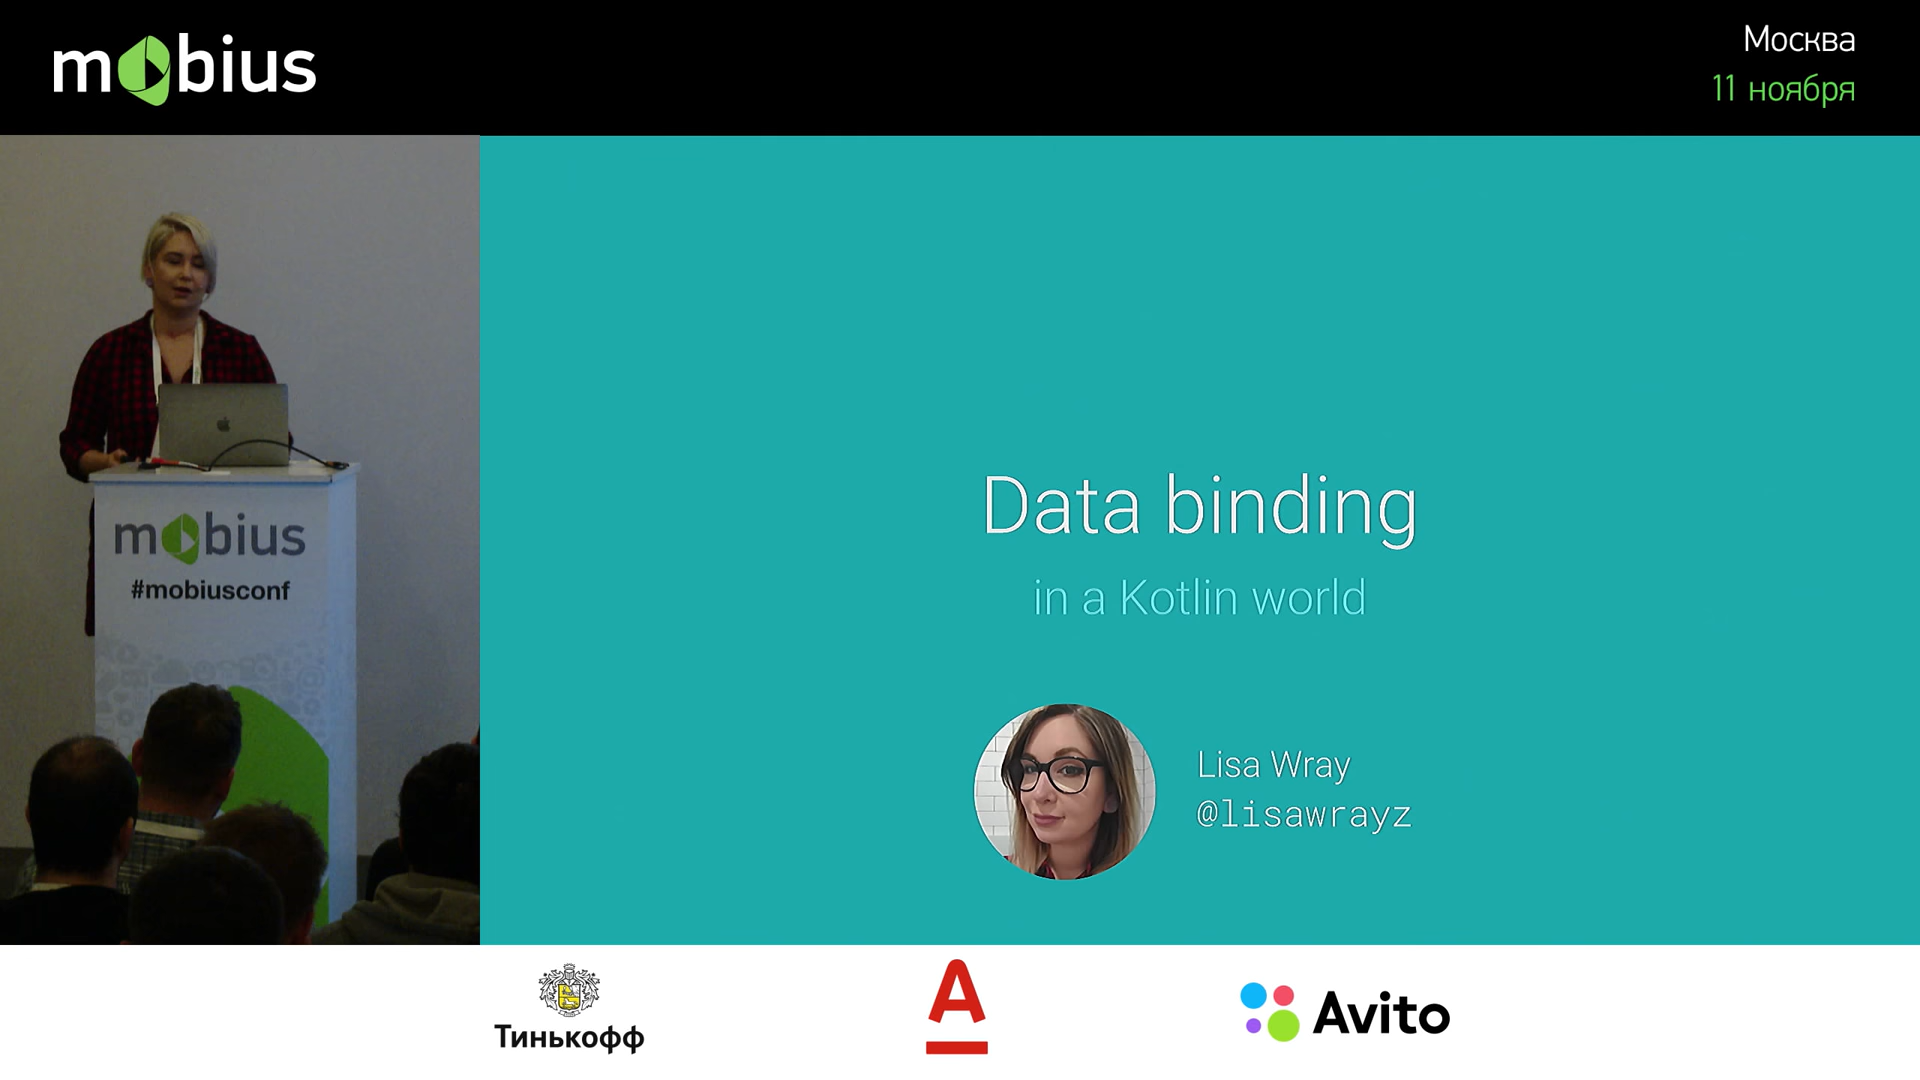 mobius
Москва
11 ноября
mobius
#mobiusconf
Data binding
in a Kotlin world
Lisa Wray
@lisawrayz
Тинькофф
А
Avito